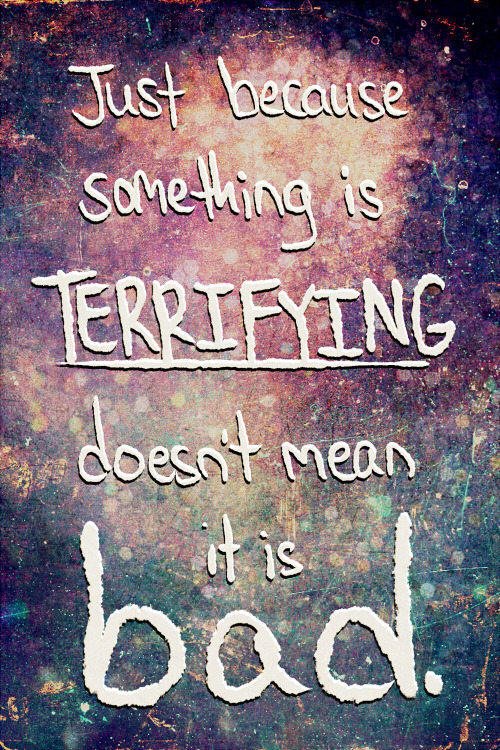 Just because
something is
TERRIFYING
doesn't mean
it is
bad.